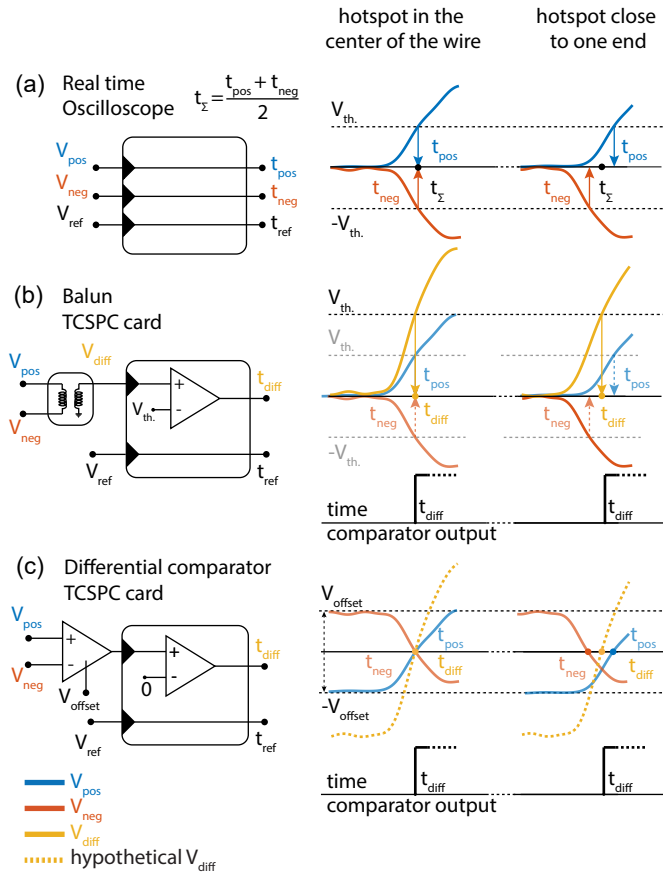 hotspot in the
center of the wire
hotspot close
to one end
(a) Real time
Oscilloscope
t_Σ = (t_pos + t_neg) / 2
V_pos
V_neg
V_ref
t_pos
t_neg
t_ref
V_th.
-V_th.
t_pos
t_neg
t_Σ
t_pos
t_neg
t_Σ
(b) Balun
TCSPC card
V_pos
V_neg
V_diff
+
-
V_th.
V_ref
t_diff
t_ref
V_th.
V_th.
-V_th.
t_pos
t_neg
t_diff
t_pos
t_neg
t_diff
time
t_diff
t_diff
comparator output
(c) Differential comparator
TCSPC card
V_pos
V_neg
+
-
V_offset
+
-
0
V_ref
t_diff
t_ref
V_offset
-V_offset
t_pos
t_neg
t_diff
t_pos
t_neg
t_diff
time
t_diff
t_diff
comparator output
V_pos
V_neg
V_diff
hypothetical V_diff